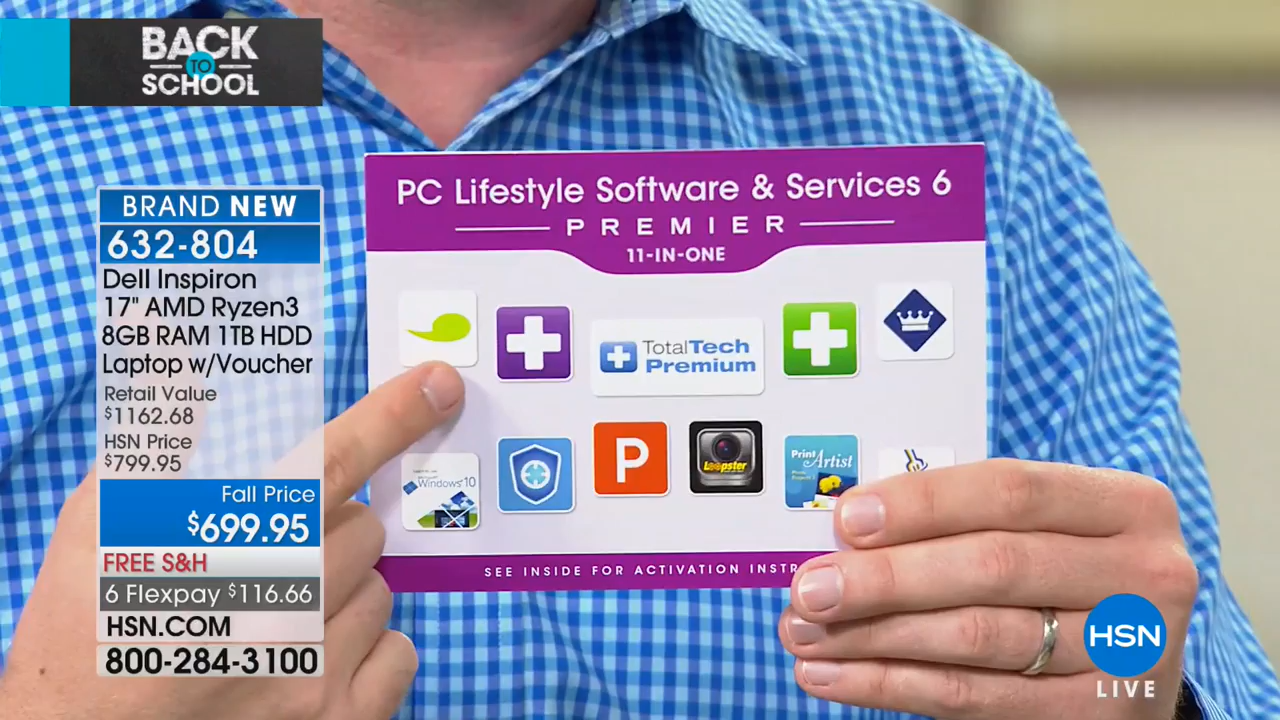 BACK
TO
SCHOOL
BRAND NEW
632-804
Dell Inspiron
17" AMD Ryzen3
8GB RAM 1TB HDD
Laptop w/Voucher
Retail Value
$1162.68
HSN Price
$799.95
Fall Price
$699.95
FREE S&H
6 Flexpay $116.66
HSN.COM
800-284-3100
PC Lifestyle Software & Services 6
PREMIER
11-IN-ONE
TotalTech
Premium
Windows 10
P
Loopster
Print
Artist
SEE INSIDE FOR ACTIVATION INSTR
HSN
LIVE